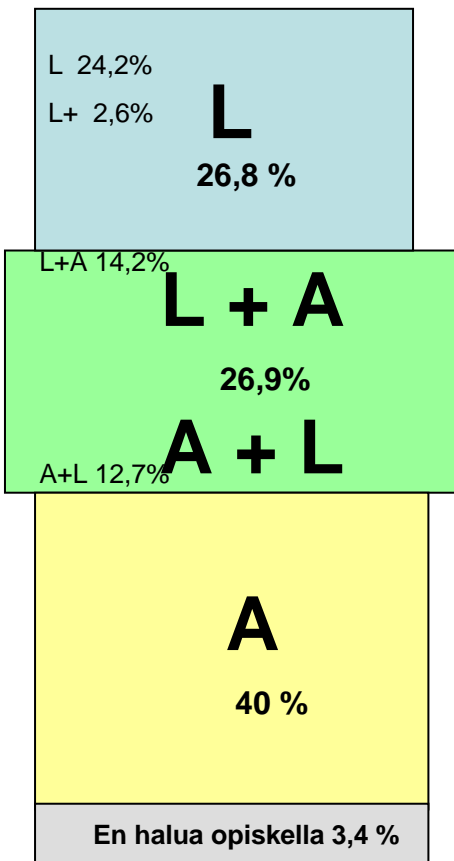 L 24,2%
L+ 2,6%
L
26,8 %
L+A 14,2%
L + A
26,9%
A + L
A+L 12,7%
A
40 %
En halua opiskella 3,4 %